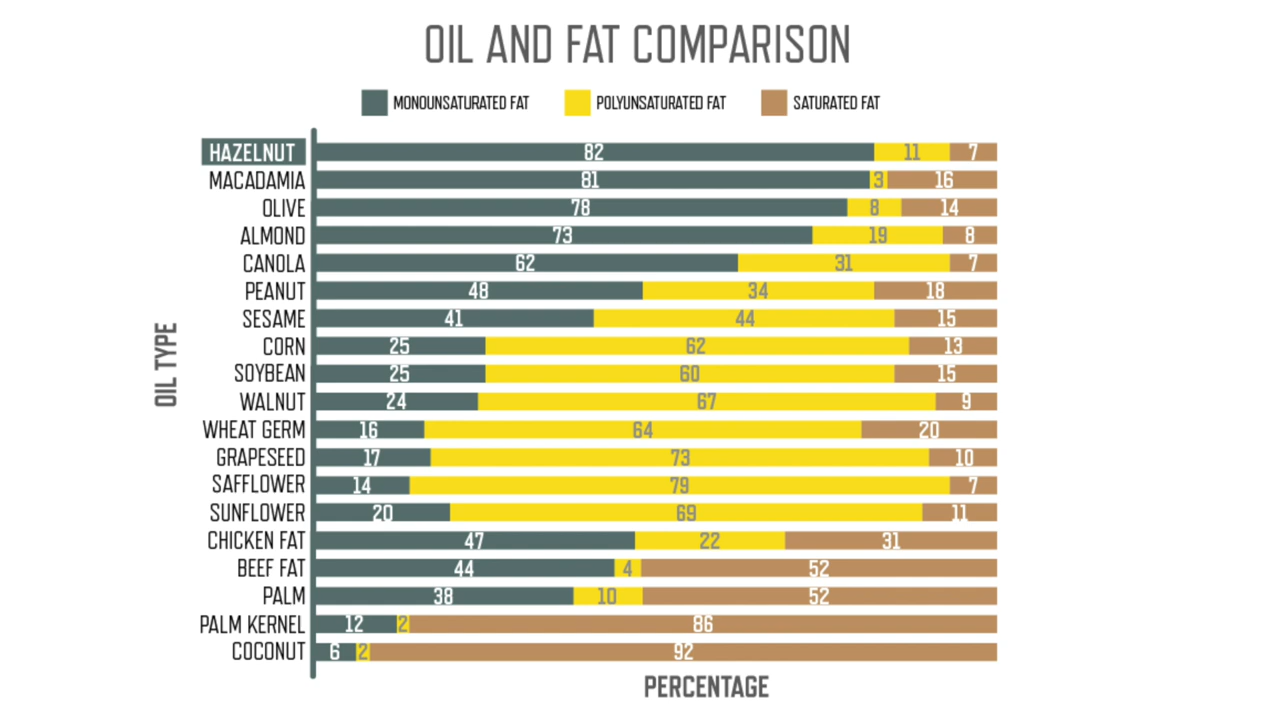 OIL AND FAT COMPARISON
MONOUNSATURATED FAT POLYUNSATURATED FAT SATURATED FAT
HAZELNUT 82 11 7
MACADAMIA 81 3 16
OLIVE 78 8 14
ALMOND 73 19 8
CANOLA 62 31 7
PEANUT 48 34 18
SESAME 41 44 15
CORN 25 62 13
SOYBEAN 25 60 15
WALNUT 24 67 9
WHEAT GERM 16 64 20
GRAPESEED 17 73 10
SAFFLOWER 14 79 7
SUNFLOWER 20 69 11
CHICKEN FAT 47 22 31
BEEF FAT 44 4 52
PALM 38 10 52
PALM KERNEL 12 2 86
COCONUT 6 2 92
OIL TYPE
PERCENTAGE